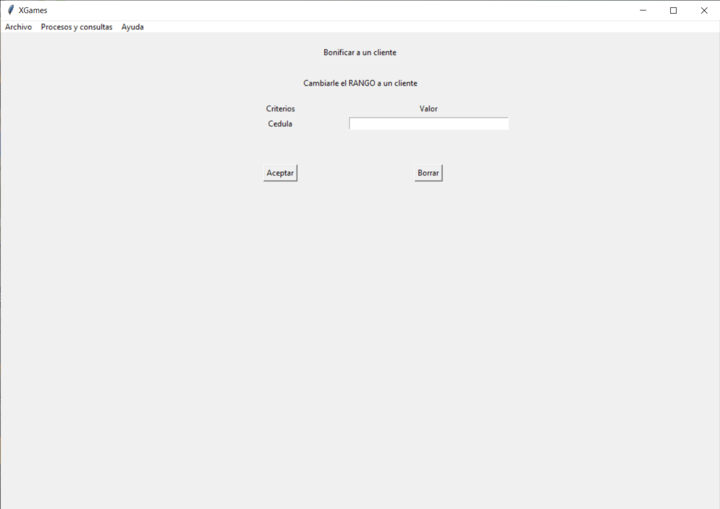 XGames
Archivo Procesos y consultas Ayuda
Bonificar a un cliente
Cambiarle el RANGO a un cliente
Criterios Valor
Cedula
Aceptar Borrar